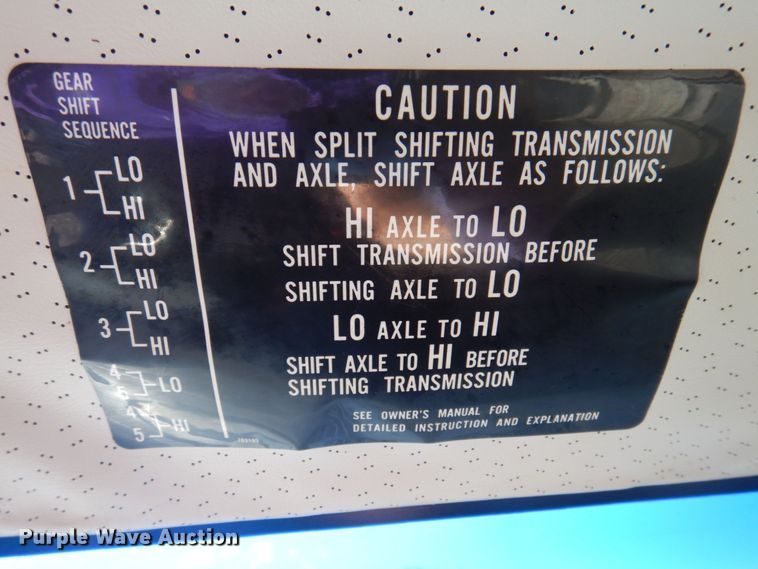 GEAR
SHIFT
SEQUENCE
1 LO
HI
2 LO
HI
3 LO
HI
4
5 LO
4
5 HI
CAUTION
WHEN SPLIT SHIFTING TRANSMISSION
AND AXLE, SHIFT AXLE AS FOLLOWS:
HI AXLE TO LO
SHIFT TRANSMISSION BEFORE
SHIFTING AXLE TO LO
LO AXLE TO HI
SHIFT AXLE TO HI BEFORE
SHIFTING TRANSMISSION
SEE OWNER'S MANUAL FOR
DETAILED INSTRUCTION AND EXPLANATION
Purple Wave Auction